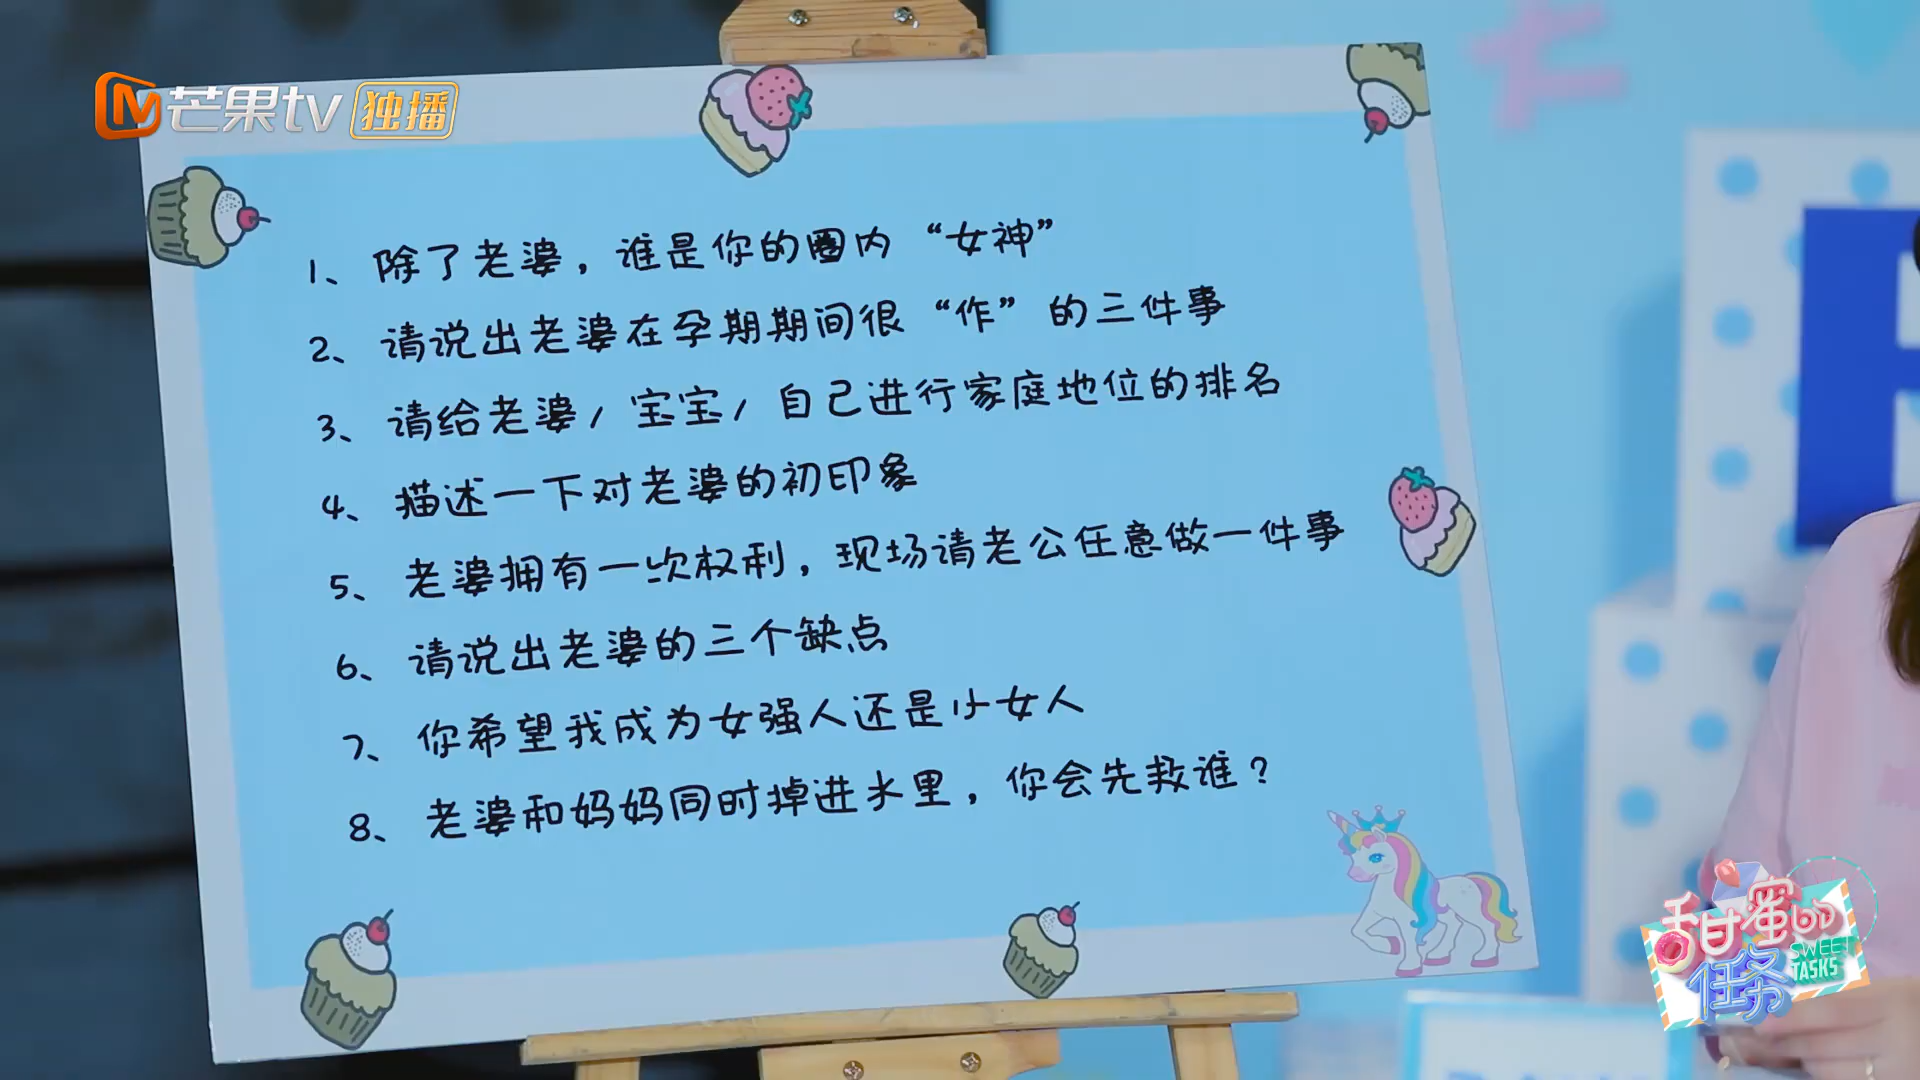 芒果tv 独播
1、除了老婆，谁是你的圈内“女神”
2、请说出老婆在孕期期间很“作”的三件事
3、请给老婆/宝宝/自己进行家庭地位的排名
4、描述一下对老婆的初印象
5、老婆拥有一次权利，现场请老公任意做一件事
6、请说出老婆的三个缺点
7、你希望我成为女强人还是小女人
8、老婆和妈妈同时掉进水里，你会先救谁？
甜蜜的
任务
SWEET
TASKS